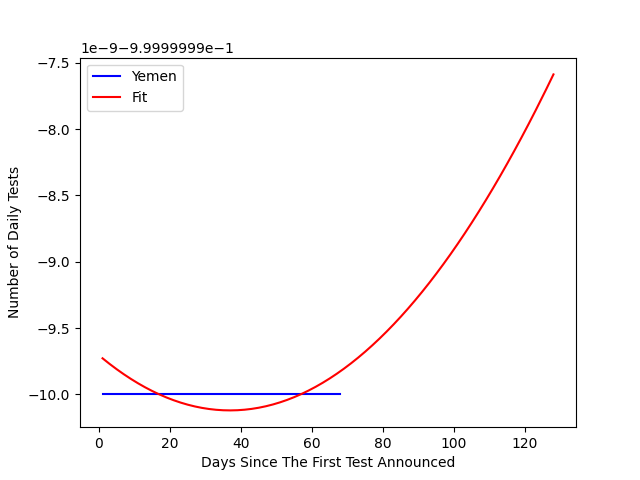 1e−9−9.9999999e−1
−7.5
−8.0
−8.5
−9.0
−9.5
−10.0
Number of Daily Tests
Yemen
Fit
0 20 40 60 80 100 120
Days Since The First Test Announced